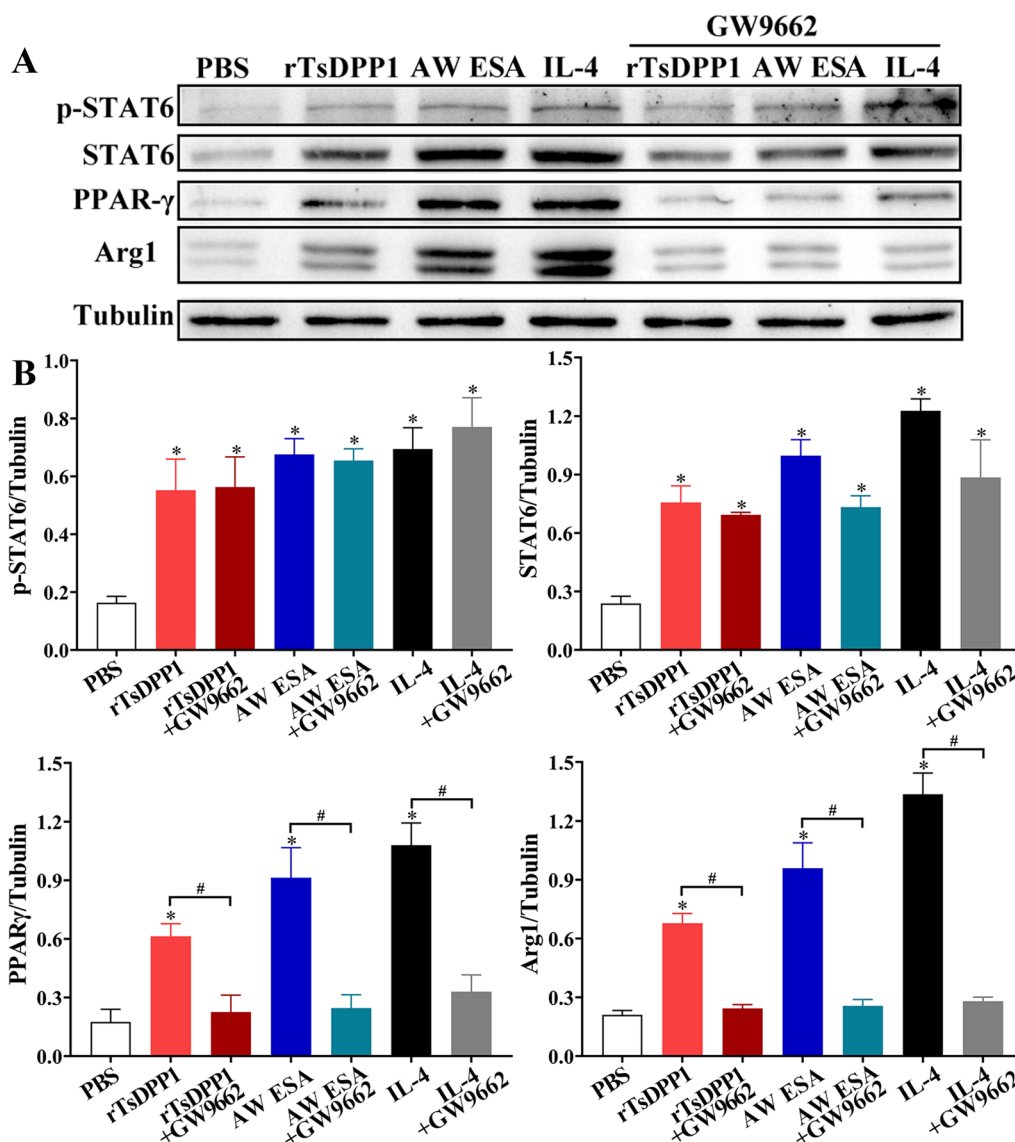 GW9662
A
PBS rTsDPP1 AW ESA IL-4 rTsDPP1 AW ESA IL-4
p-STAT6
STAT6
PPAR-γ
Arg1
Tubulin
B
p-STAT6/Tubulin
1.0
0.8
0.6
0.4
0.2
0.0
* * * * * *
PBS
rTsDPP1
rTsDPP1
+GW9662
AW ESA
AW ESA
+GW9662
IL-4
IL-4
+GW9662
STAT6/Tubulin
1.5
1.2
0.9
0.6
0.3
0.0
* * * * * *
PBS
rTsDPP1
rTsDPP1
+GW9662
AW ESA
AW ESA
+GW9662
IL-4
IL-4
+GW9662
PPARγ/Tubulin
1.5
1.2
0.9
0.6
0.3
0.0
# # #
* * *
PBS
rTsDPP1
rTsDPP1
+GW9662
AW ESA
AW ESA
+GW9662
IL-4
IL-4
+GW9662
Arg1/Tubulin
1.5
1.2
0.9
0.6
0.3
0.0
# # #
* * *
PBS
rTsDPP1
rTsDPP1
+GW9662
AW ESA
AW ESA
+GW9662
IL-4
IL-4
+GW9662